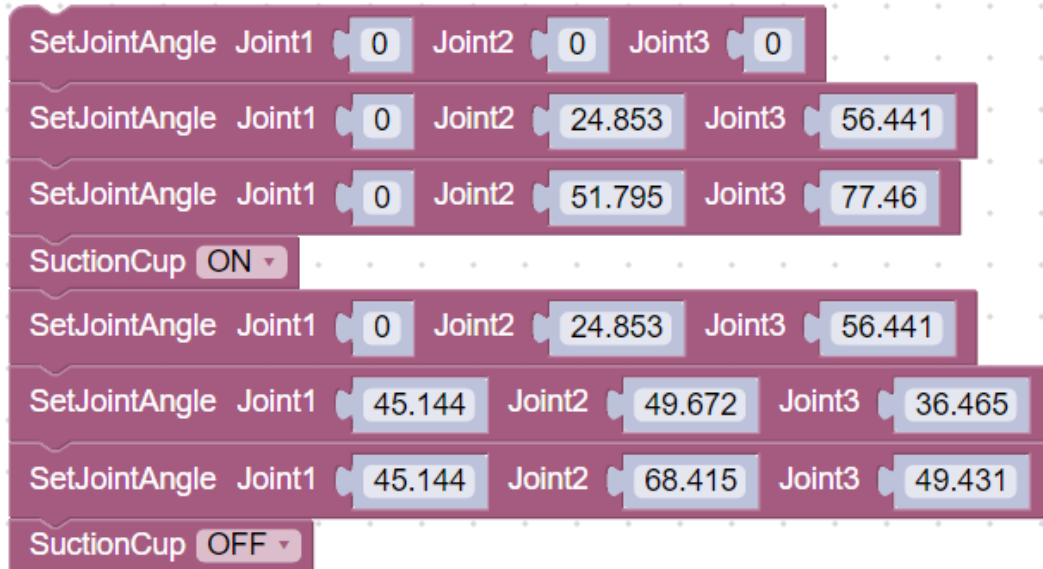 SetJointAngle Joint1 0 Joint2 0 Joint3 0
SetJointAngle Joint1 0 Joint2 24.853 Joint3 56.441
SetJointAngle Joint1 0 Joint2 51.795 Joint3 77.46
SuctionCup ON
SetJointAngle Joint1 0 Joint2 24.853 Joint3 56.441
SetJointAngle Joint1 45.144 Joint2 49.672 Joint3 36.465
SetJointAngle Joint1 45.144 Joint2 68.415 Joint3 49.431
SuctionCup OFF